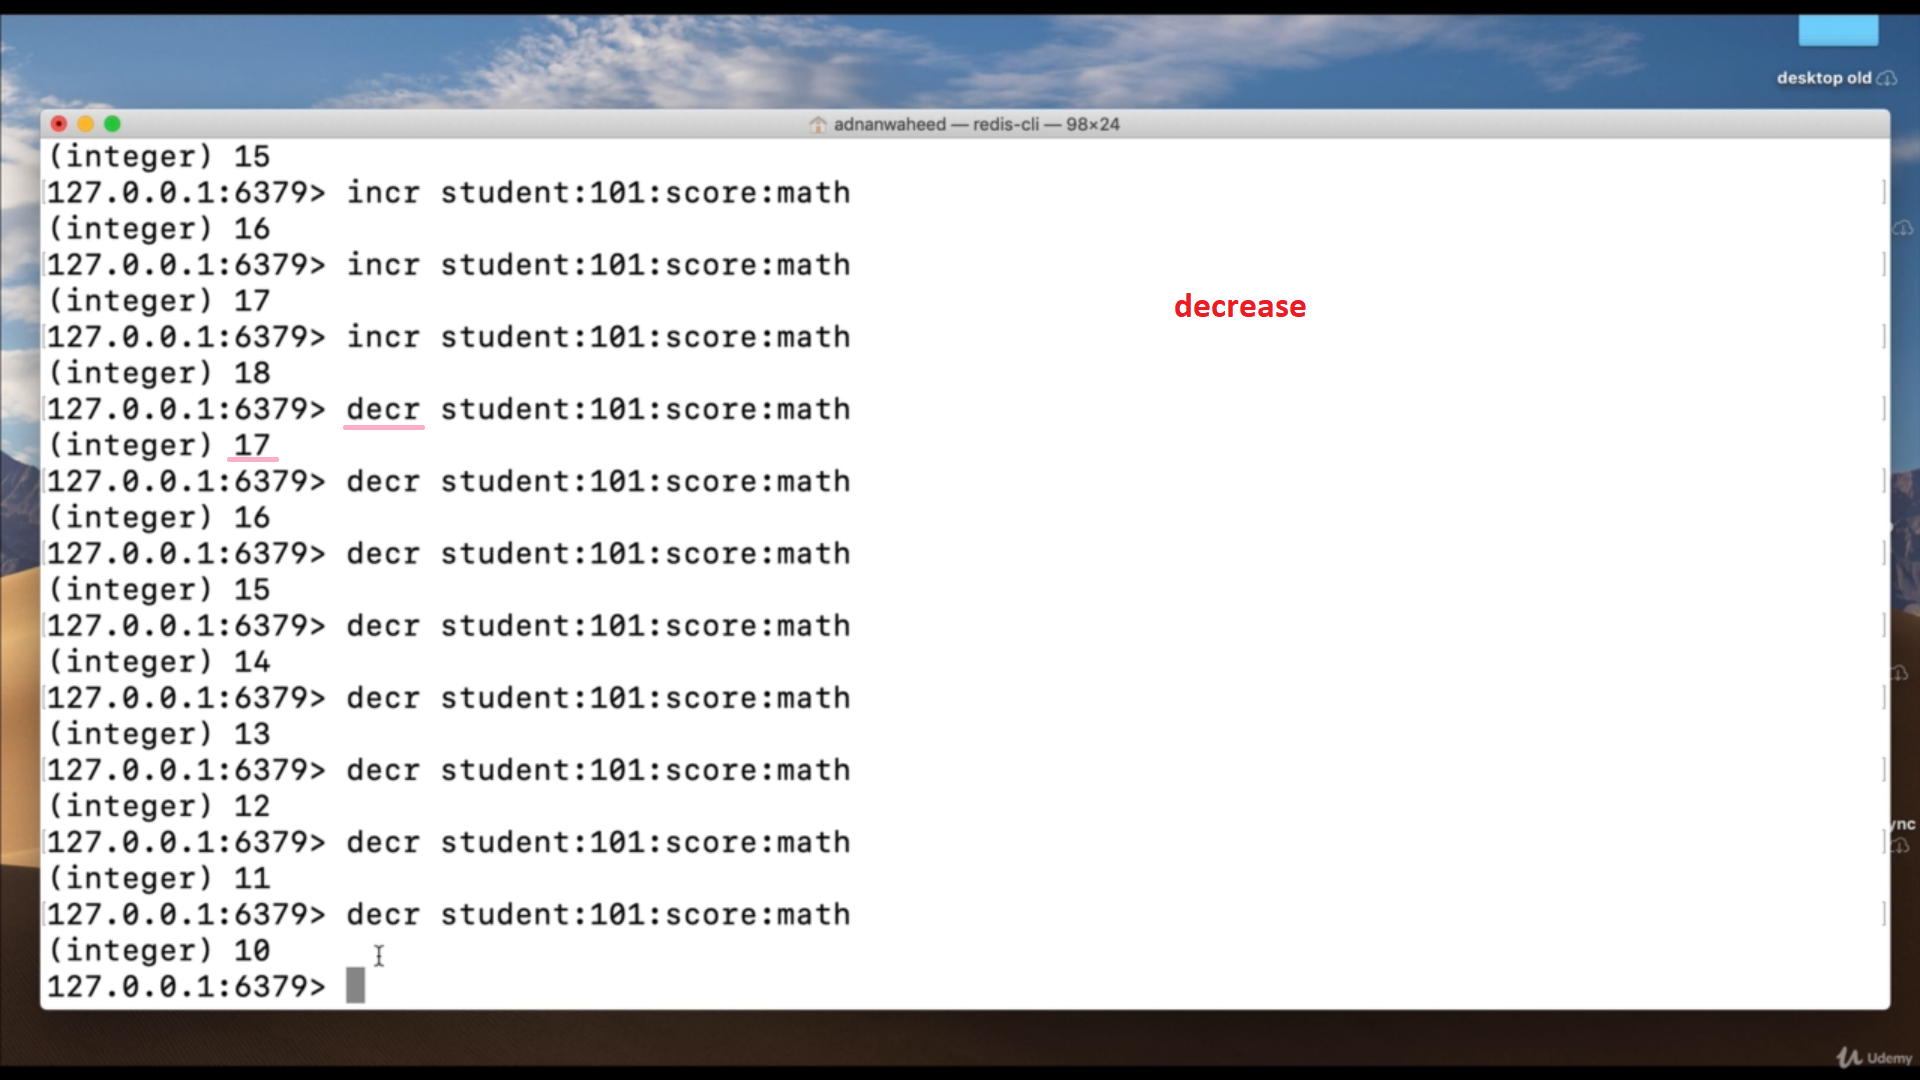 desktop old
adnanwaheed — redis-cli — 98×24
(integer) 15
127.0.0.1:6379> incr student:101:score:math
(integer) 16
127.0.0.1:6379> incr student:101:score:math
(integer) 17
decrease
127.0.0.1:6379> incr student:101:score:math
(integer) 18
127.0.0.1:6379> decr student:101:score:math
(integer) 17
127.0.0.1:6379> decr student:101:score:math
(integer) 16
127.0.0.1:6379> decr student:101:score:math
(integer) 15
127.0.0.1:6379> decr student:101:score:math
(integer) 14
127.0.0.1:6379> decr student:101:score:math
(integer) 13
127.0.0.1:6379> decr student:101:score:math
(integer) 12
ync
127.0.0.1:6379> decr student:101:score:math
(integer) 11
127.0.0.1:6379> decr student:101:score:math
(integer) 10
127.0.0.1:6379>
Udemy